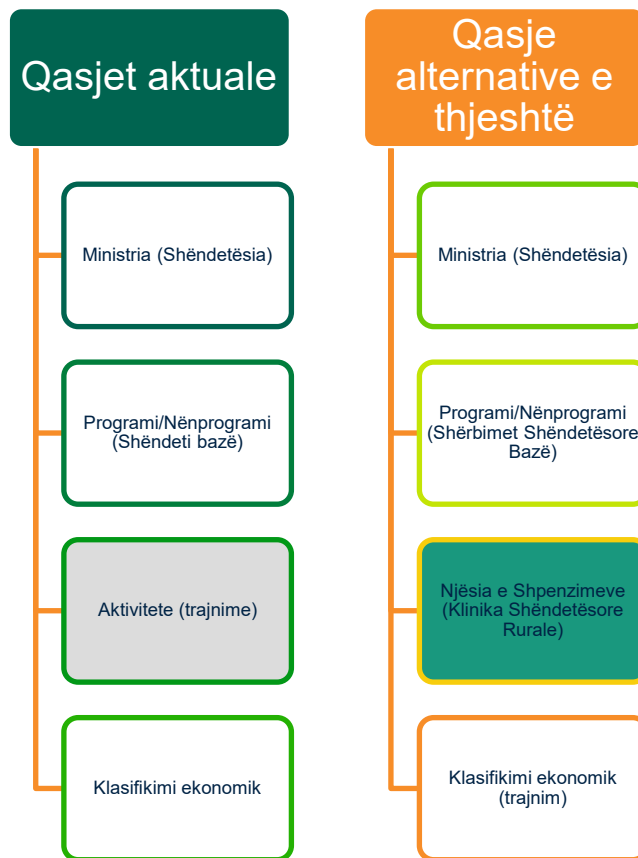 Qasjet aktuale
Ministria (Shëndetësia)
Programi/Nënprogrami
(Shëndeti bazë)
Aktivitete (trajnime)
Klasifikimi ekonomik
Qasje
alternative e
thjeshtë
Ministria (Shëndetësia)
Programi/Nënprogrami
(Shërbimet Shëndetësore
Bazë)
Njësia e Shpenzimeve
(Klinika Shëndetësore
Rurale)
Klasifikimi ekonomik
(trajnim)